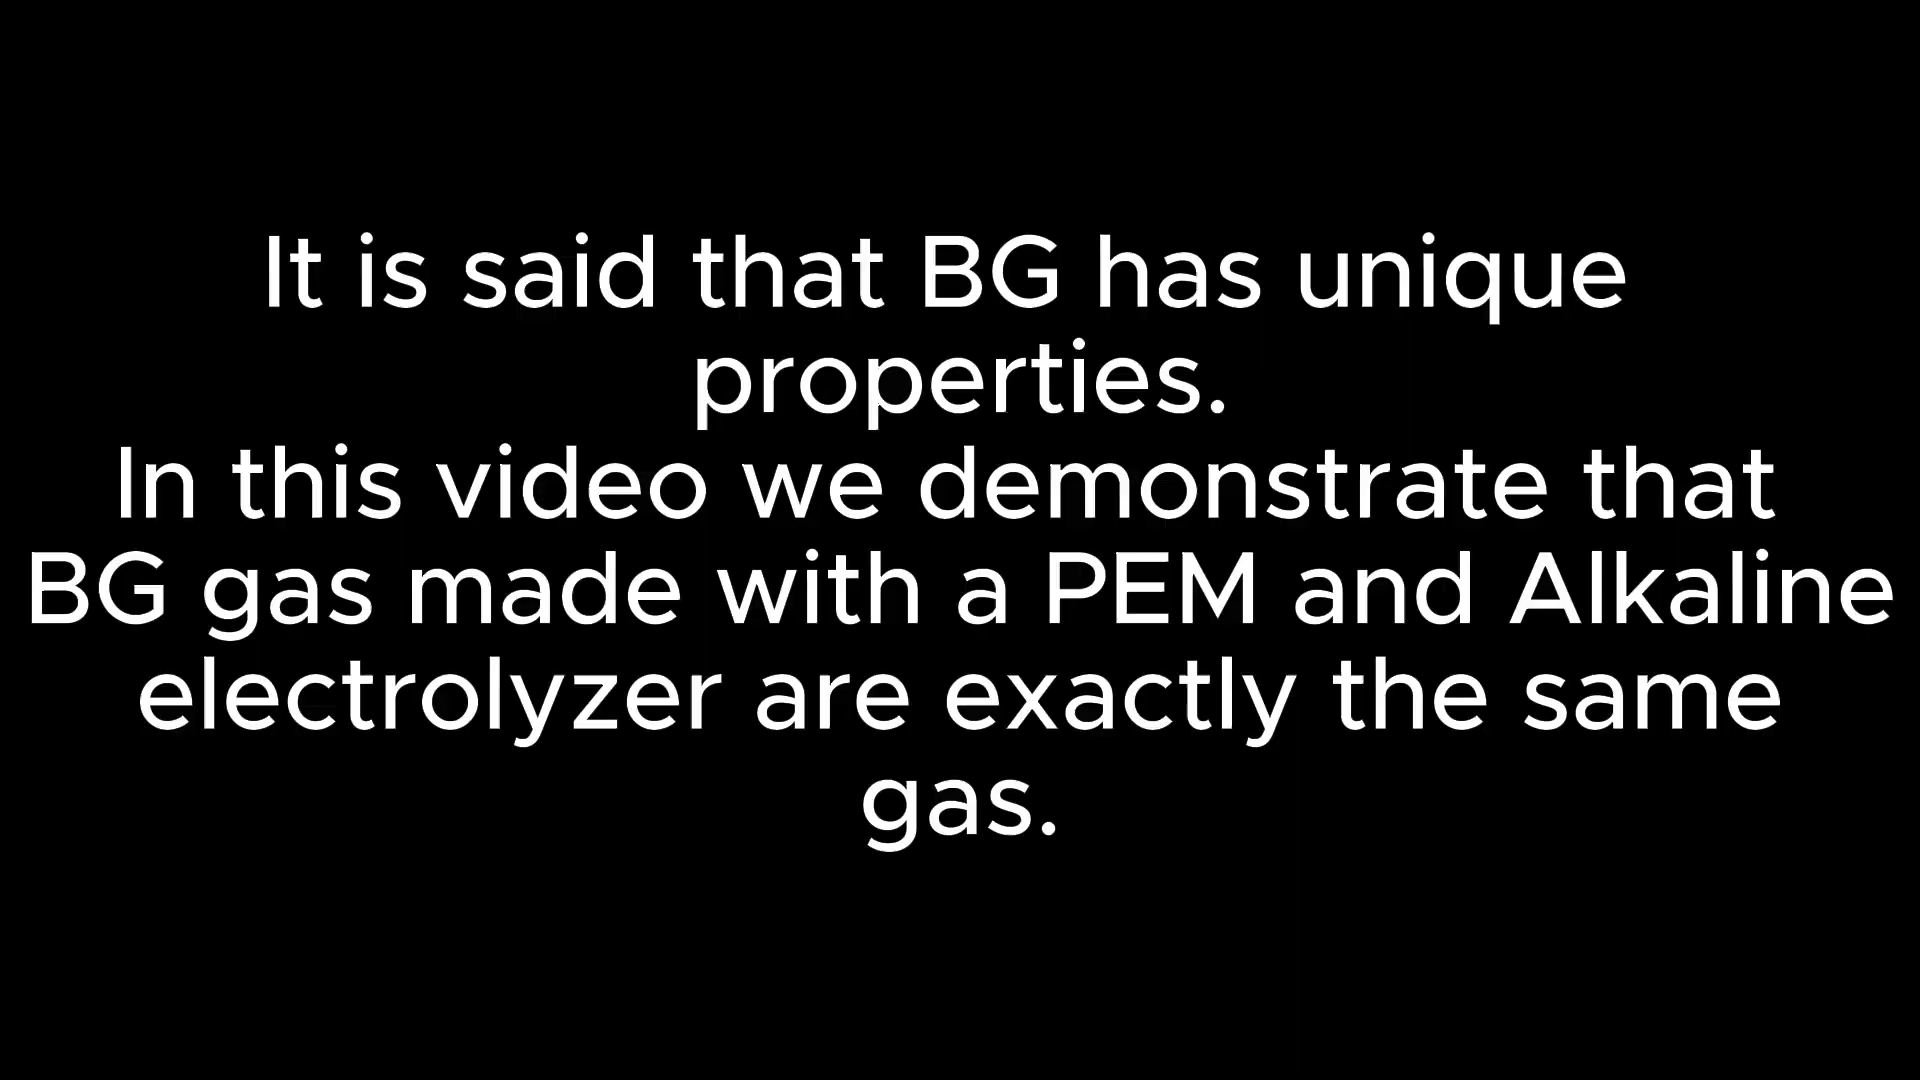 It is said that BG has unique
properties.
In this video we demonstrate that
BG gas made with a PEM and Alkaline
electrolyzer are exactly the same
gas.